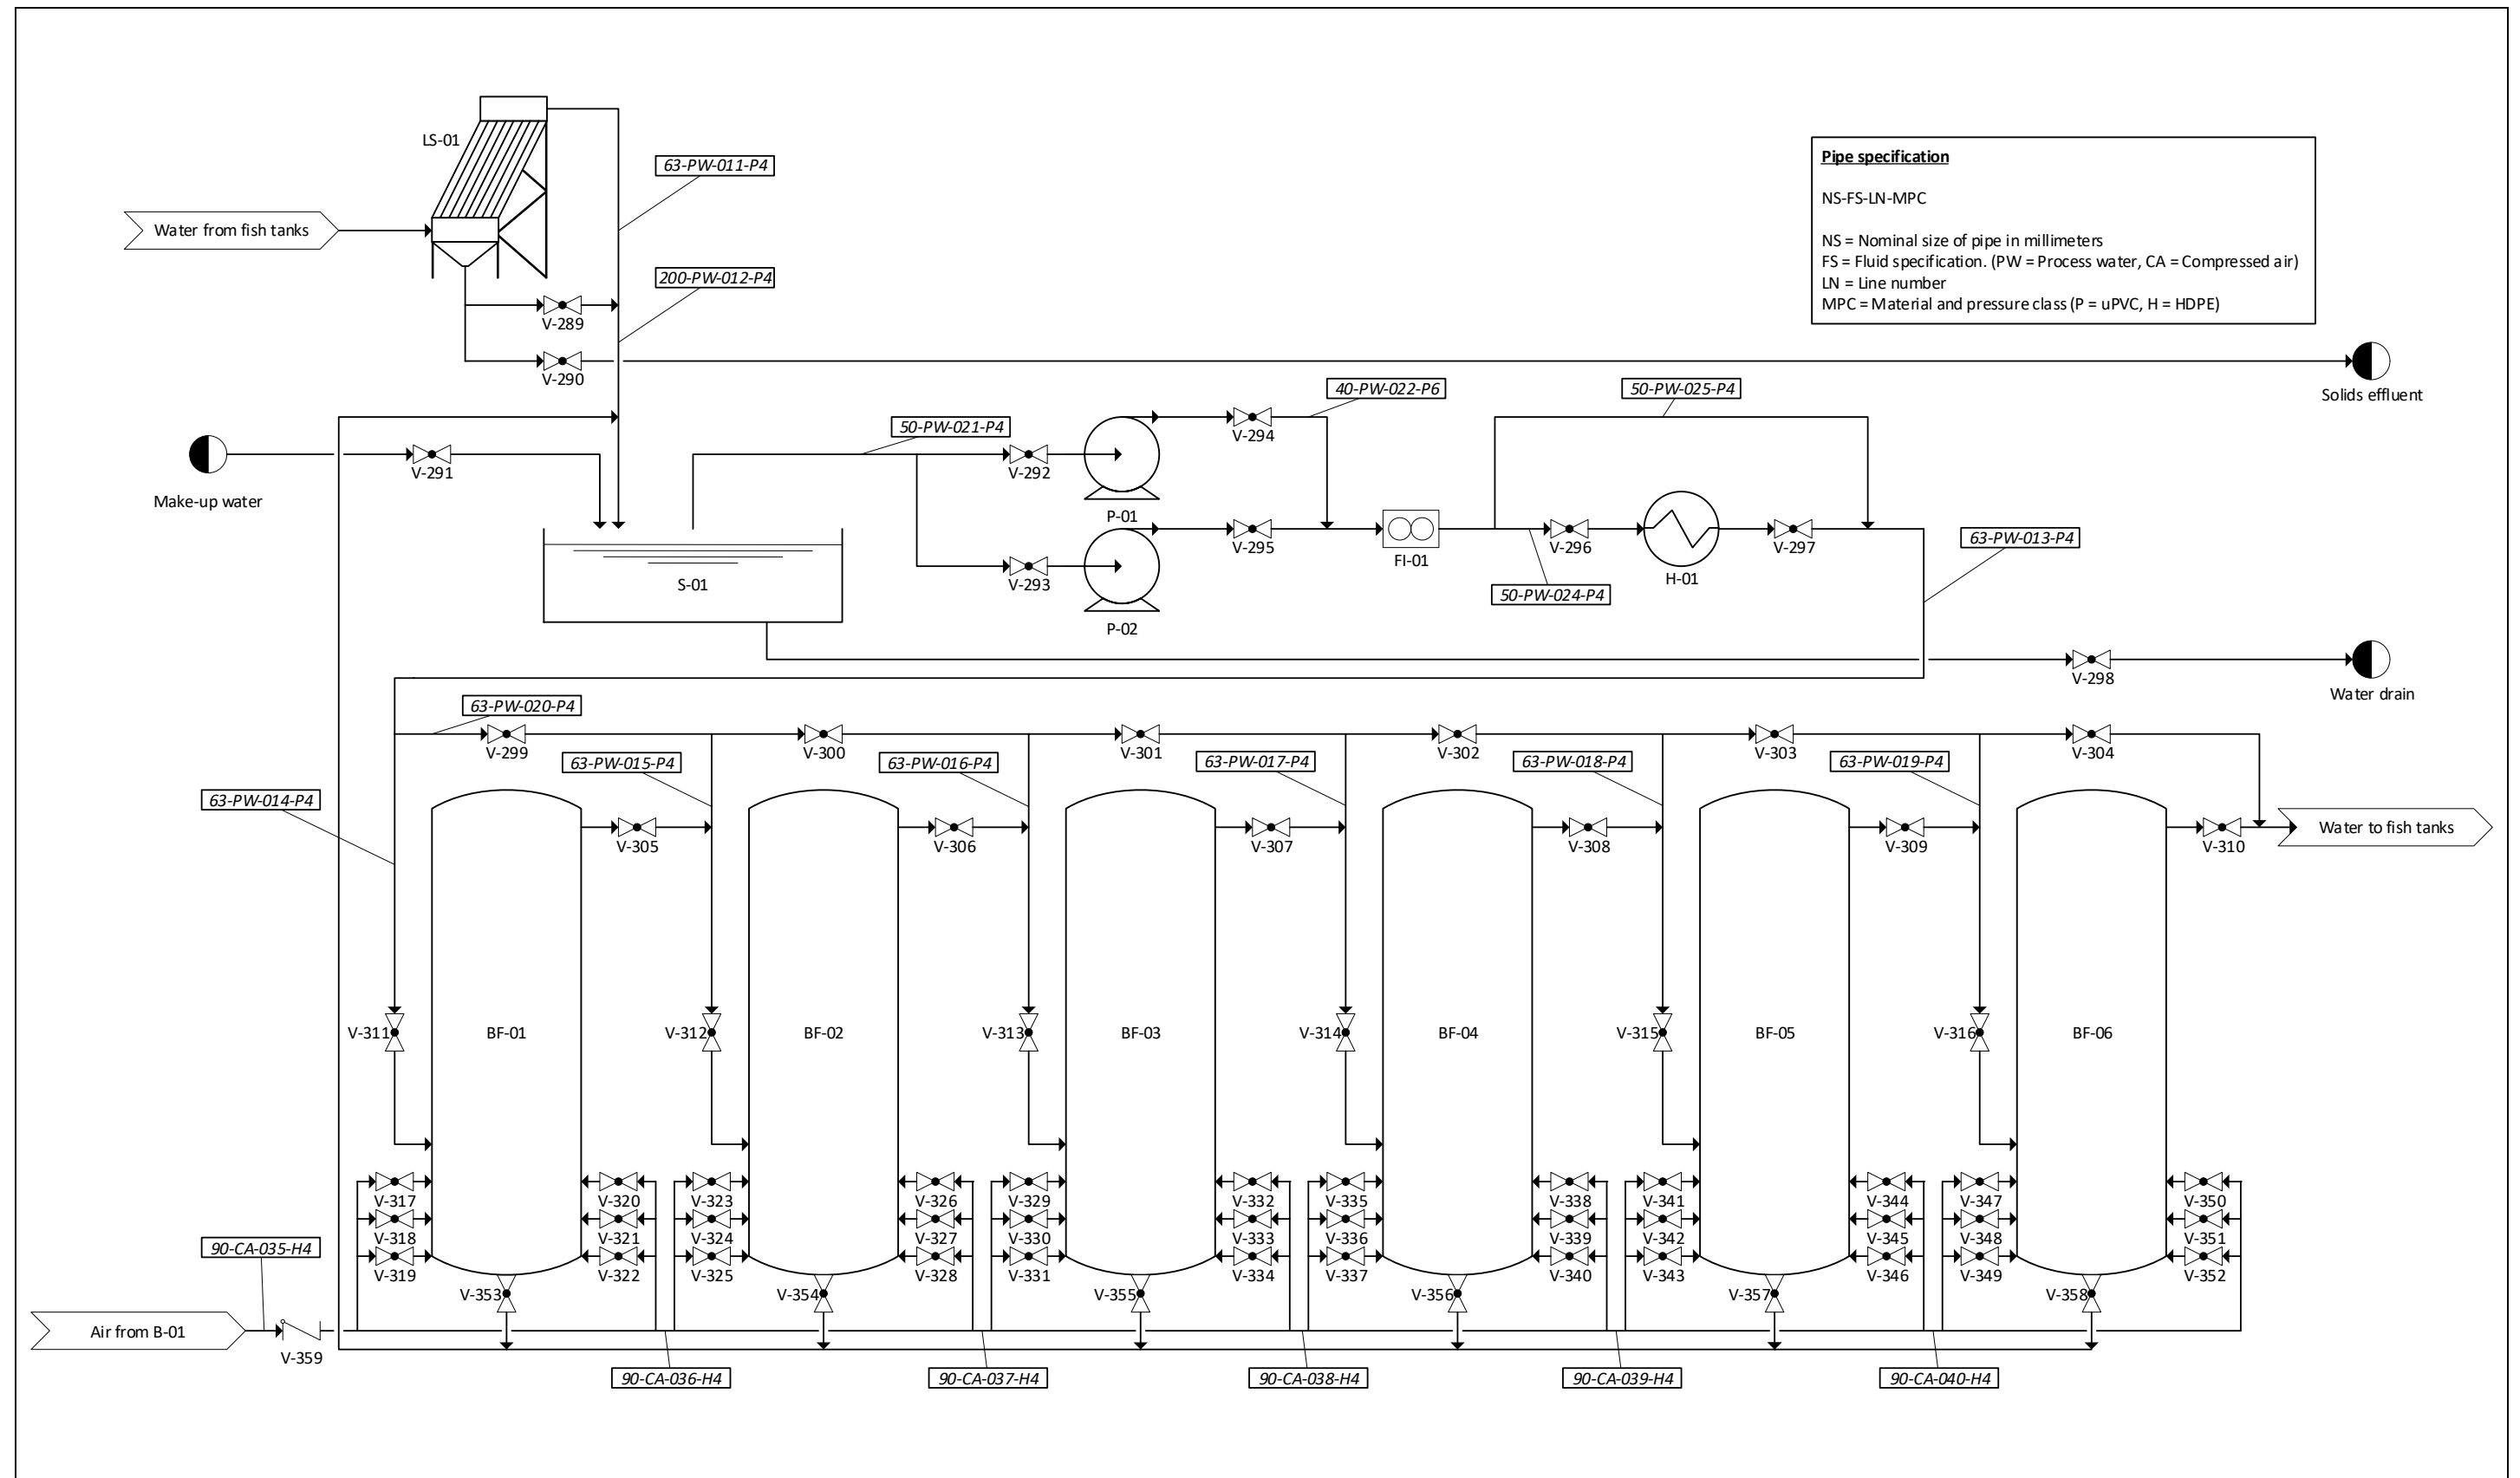 LS-01
63-PW-011-P4
Pipe specification
NS-FS-LN-MPC
NS = Nominal size of pipe in millimeters
FS = Fluid specification. (PW = Process water, CA = Compressed air)
LN = Line number
MPC = Material and pressure class (P = uPVC, H = HDPE)
Water from fish tanks
200-PW-012-P4
V-289
V-290
Solids effluent
40-PW-022-P6
50-PW-025-P4
50-PW-021-P4
V-294
V-291
V-292
Make-up water
P-01
63-PW-013-P4
V-295
FI-01
V-296
V-297
S-01
V-293
H-01
50-PW-024-P4
P-02
V-298
Water drain
63-PW-020-P4
V-299
V-300
V-301
V-302
V-303
V-304
63-PW-015-P4
63-PW-016-P4
63-PW-017-P4
63-PW-018-P4
63-PW-019-P4
63-PW-014-P4
Water to fish tanks
V-305
V-306
V-307
V-308
V-309
V-310
V-311
BF-01
V-312
BF-02
V-313
BF-03
V-314
BF-04
V-315
BF-05
V-316
BF-06
V-317
V-320
V-323
V-326
V-329
V-332
V-335
V-338
V-341
V-344
V-347
V-350
V-318
V-321
V-324
V-327
V-330
V-333
V-336
V-339
V-342
V-345
V-348
V-351
90-CA-035-H4
V-319
V-322
V-325
V-328
V-331
V-334
V-337
V-340
V-343
V-346
V-349
V-352
V-353
V-354
V-355
V-356
V-357
V-358
Air from B-01
V-359
90-CA-036-H4
90-CA-037-H4
90-CA-038-H4
90-CA-039-H4
90-CA-040-H4